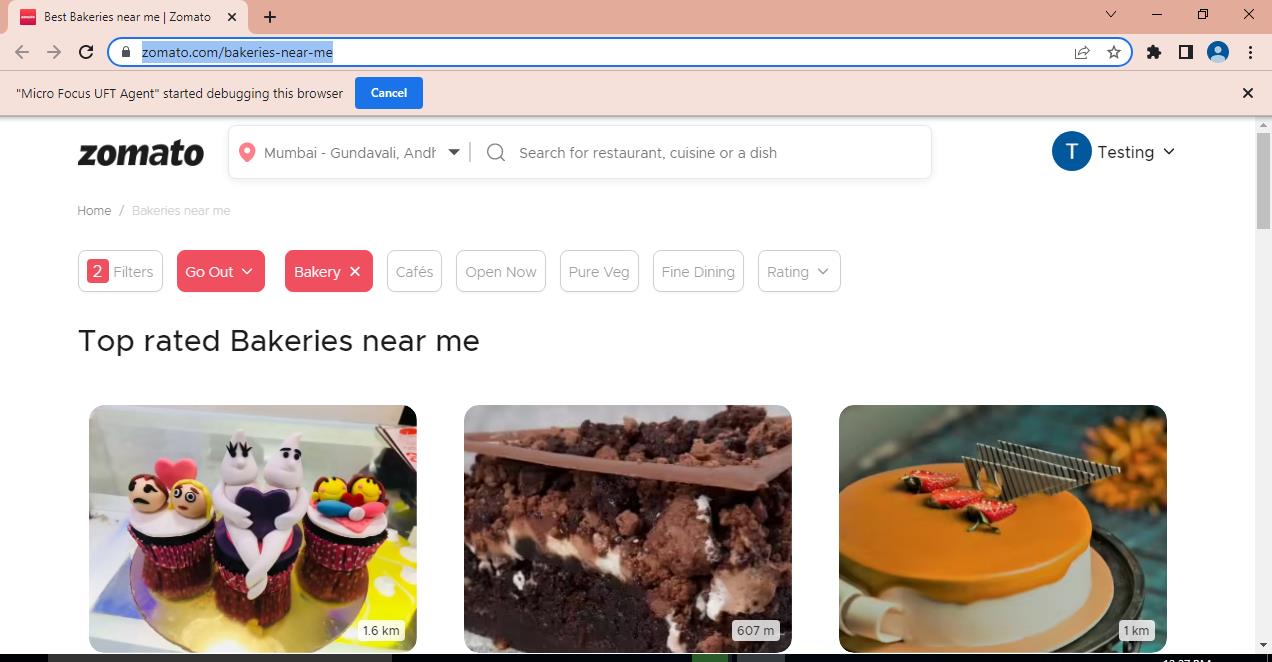 Best Bakeries near me | Zomato
zomato.com/bakeries-near-me
"Micro Focus UFT Agent" started debugging this browser
Cancel
zomato
Mumbai - Gundavali, Andh
Search for restaurant, cuisine or a dish
T
Testing
Home / Bakeries near me
2 Filters
Go Out
Bakery
Cafés
Open Now
Pure Veg
Fine Dining
Rating
Top rated Bakeries near me
1.6 km
607 m
1 km